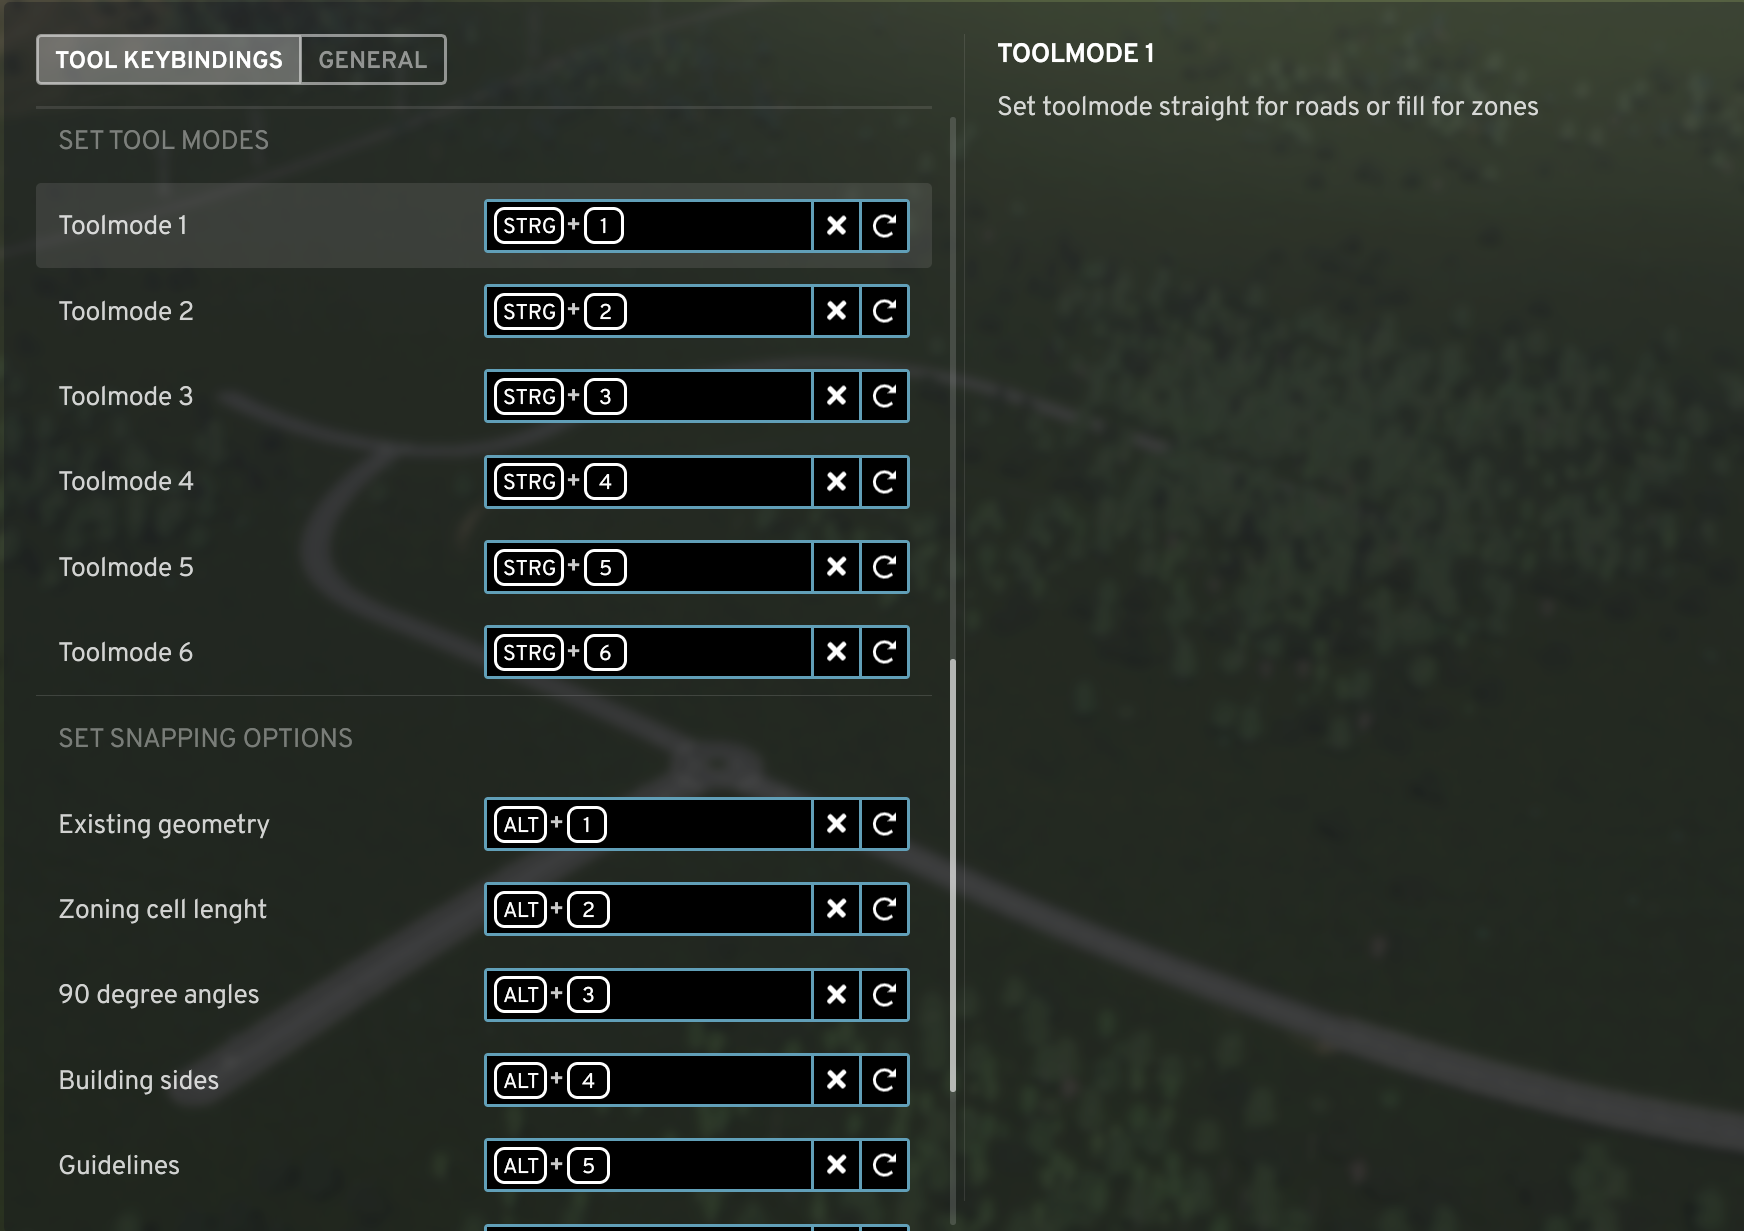 TOOL KEYBINDINGS GENERAL
SET TOOL MODES
Toolmode 1 STRG + 1
Toolmode 2 STRG + 2
Toolmode 3 STRG + 3
Toolmode 4 STRG + 4
Toolmode 5 STRG + 5
Toolmode 6 STRG + 6
SET SNAPPING OPTIONS
Existing geometry ALT + 1
Zoning cell lenght ALT + 2
90 degree angles ALT + 3
Building sides ALT + 4
Guidelines ALT + 5
TOOLMODE 1
Set toolmode straight for roads or fill for zones